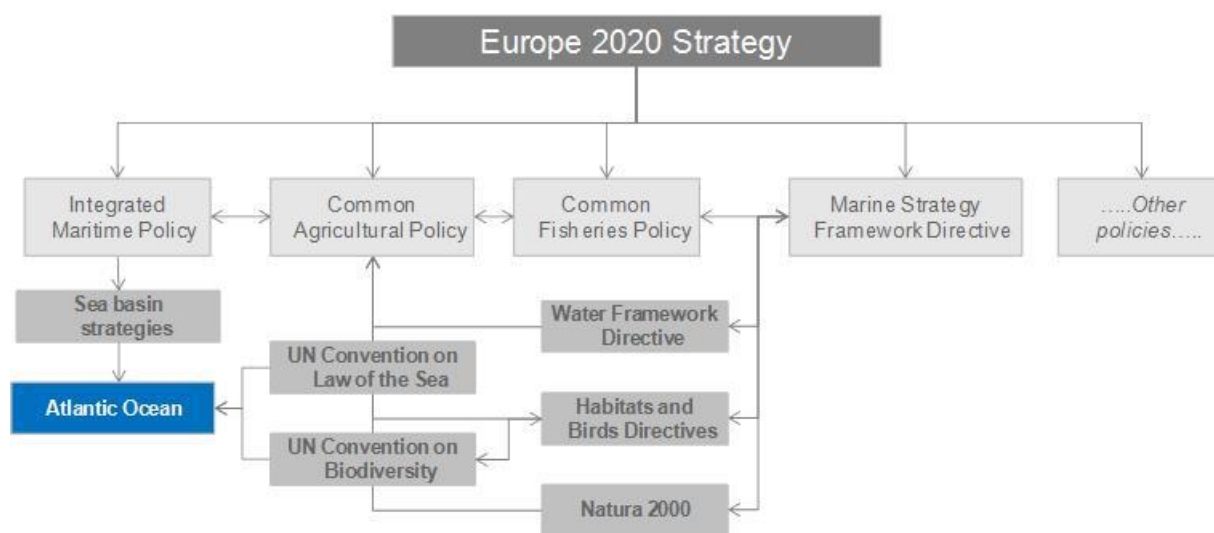 Europe 2020 Strategy
Integrated
Maritime Policy
Common
Agricultural Policy
Common
Fisheries Policy
Marine Strategy
Framework Directive
.....Other
policies.....
Sea basin
strategies
Water Framework
Directive
UN Convention on
Law of the Sea
Atlantic Ocean
Habitats and
Birds Directives
UN Convention on
Biodiversity
Natura 2000